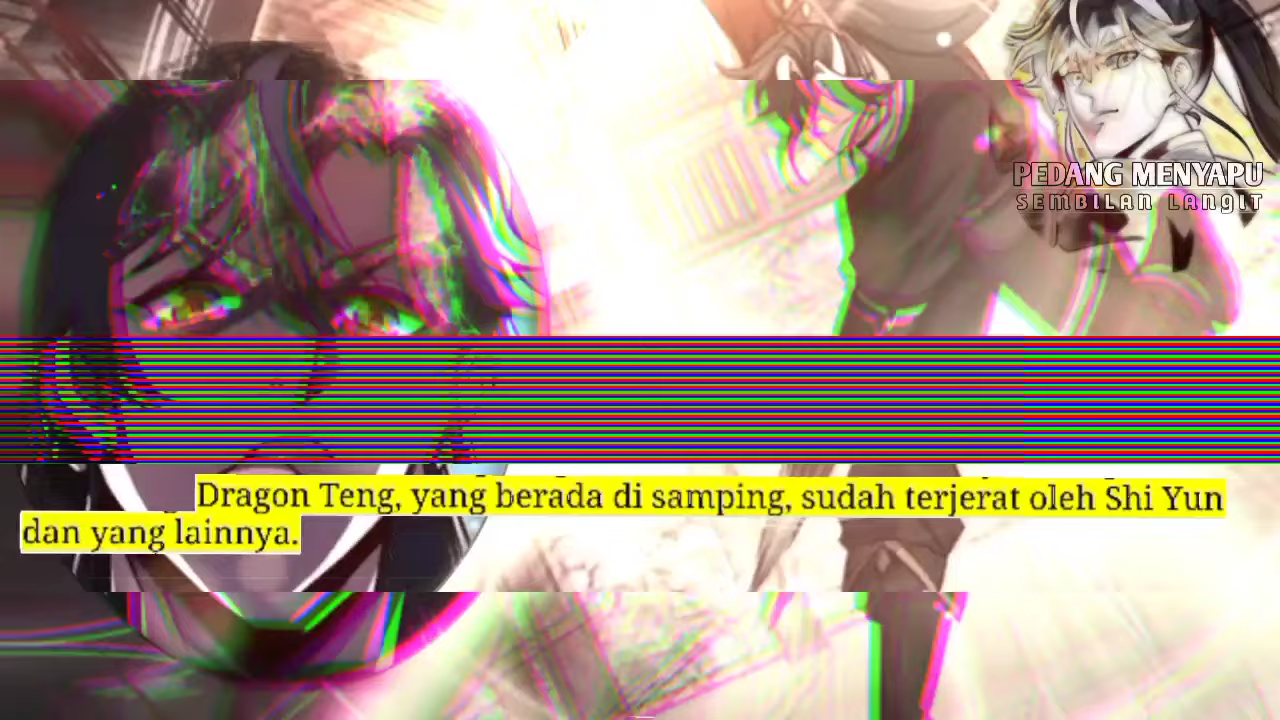 PEDANG MENYAPU
SEMBILAN LANGIT
Dragon Teng, yang berada di samping, sudah terjerat oleh Shi Yun
dan yang lainnya.